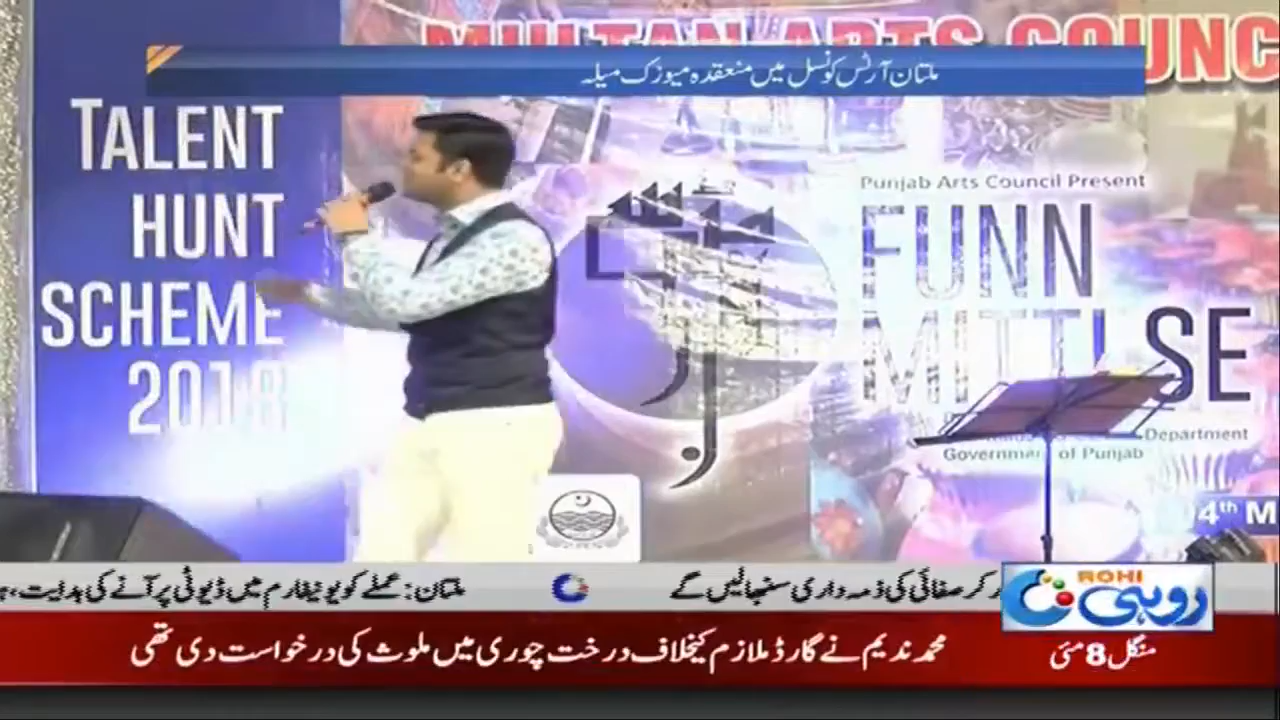 MULTAN ARTS COUNC
ملتان آرٹس کونسل میں منعقدہ میوزک میلہ
TALENT
HUNT
SCHEME
2018
Punjab Arts Council Present
FUNN
MITTI SE
Department
Government of Punjab
04th M
کر صفائی کی ذمہ داری سنبھالیں گے
ملتان: عملے کو یونیفارم میں ڈیوٹی پر آنے کی ہدایت،
ROHI
روہی
محمد ندیم نے گارڈ ملازم کیخلاف درخت چوری میں ملوث کی درخواست دی تھی
منگل 8 مئی